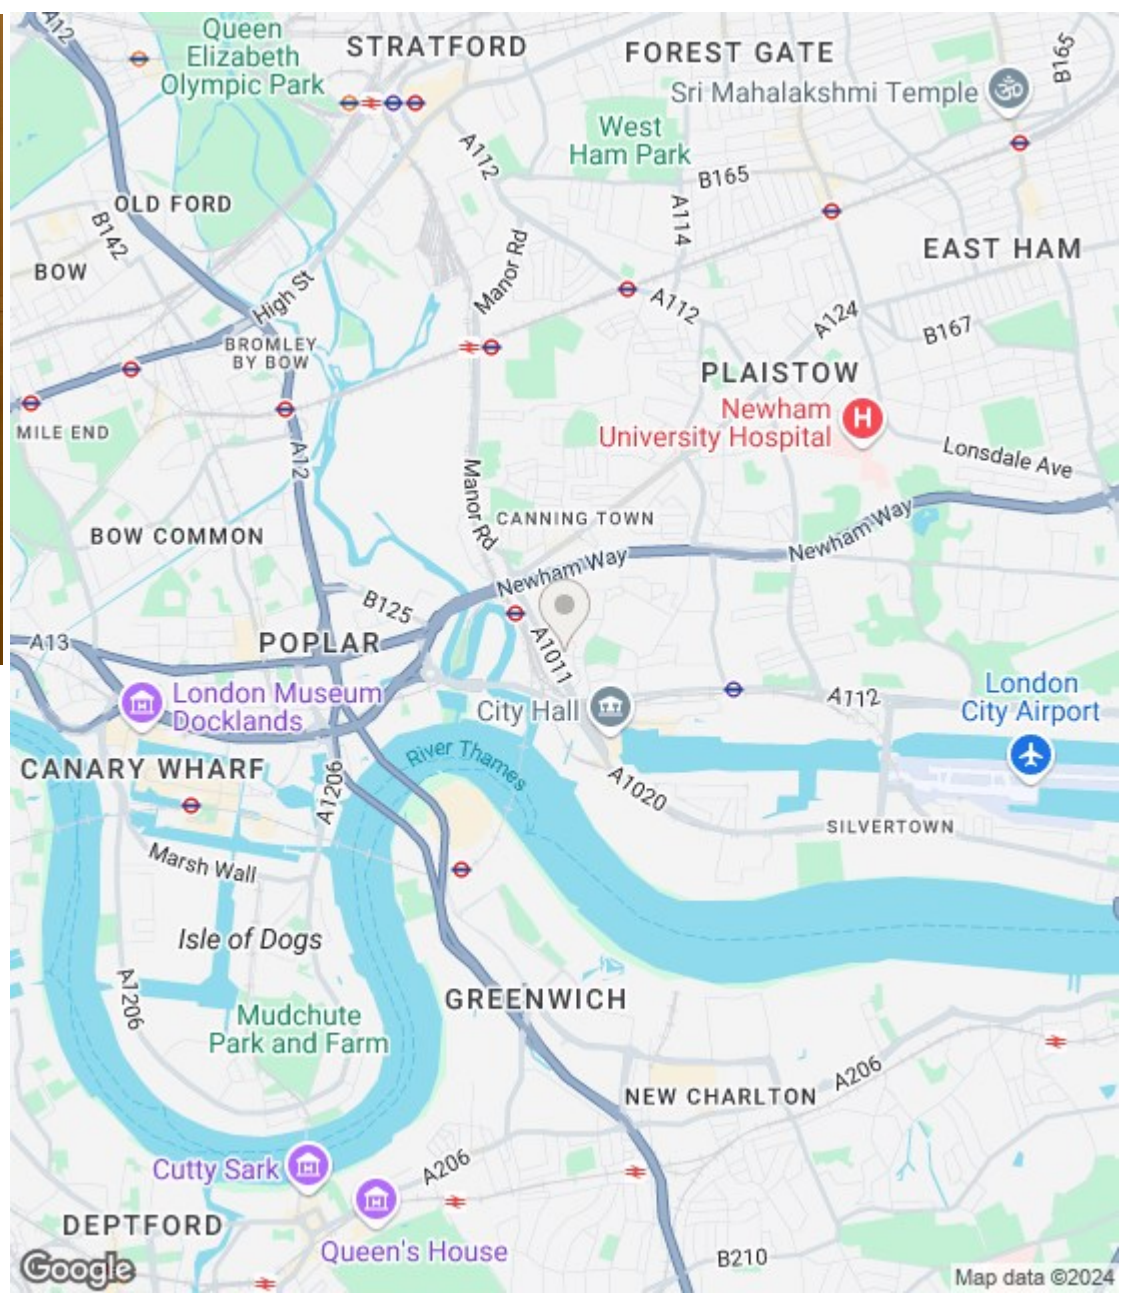 A12
Queen
Elizabeth
Olympic Park
STRATFORD
FOREST GATE
B165
Sri Mahalakshmi Temple
West
Ham Park
A112
B165
OLD FORD
A114
B142
Manor Rd
EAST HAM
BOW
High St
A112
A124
B167
BROMLEY
BY BOW
PLAISTOW
Newham
University Hospital
H
MILE END
Lonsdale Ave
A12
Manor Rd
CANNING TOWN
BOW COMMON
Newham Way
Newham Way
B125
A13
POPLAR
A1011
London Museum
Docklands
City Hall
A112
London
City Airport
River Thames
CANARY WHARF
A1206
A1020
SILVERTOWN
Marsh Wall
Isle of Dogs
A1206
GREENWICH
Mudchute
Park and Farm
A206
NEW CHARLTON
Cutty Sark
A206
DEPTFORD
Queen's House
B210
Google
Map data ©2024